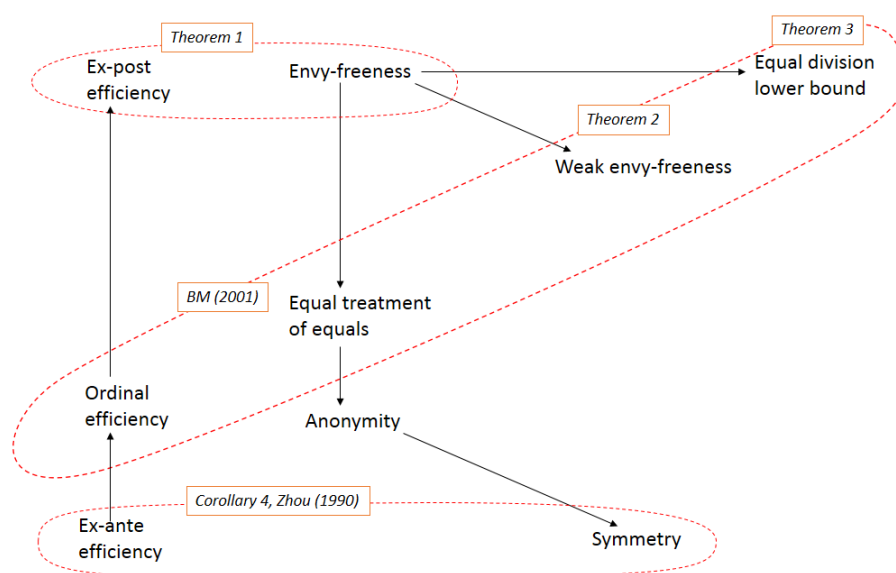 Theorem 1
Theorem 3
Ex-post
efficiency
Envy-freeness
Equal division
lower bound
Theorem 2
Weak envy-freeness
BM (2001)
Equal treatment
of equals
Ordinal
efficiency
Anonymity
Corollary 4, Zhou (1990)
Ex-ante
efficiency
Symmetry